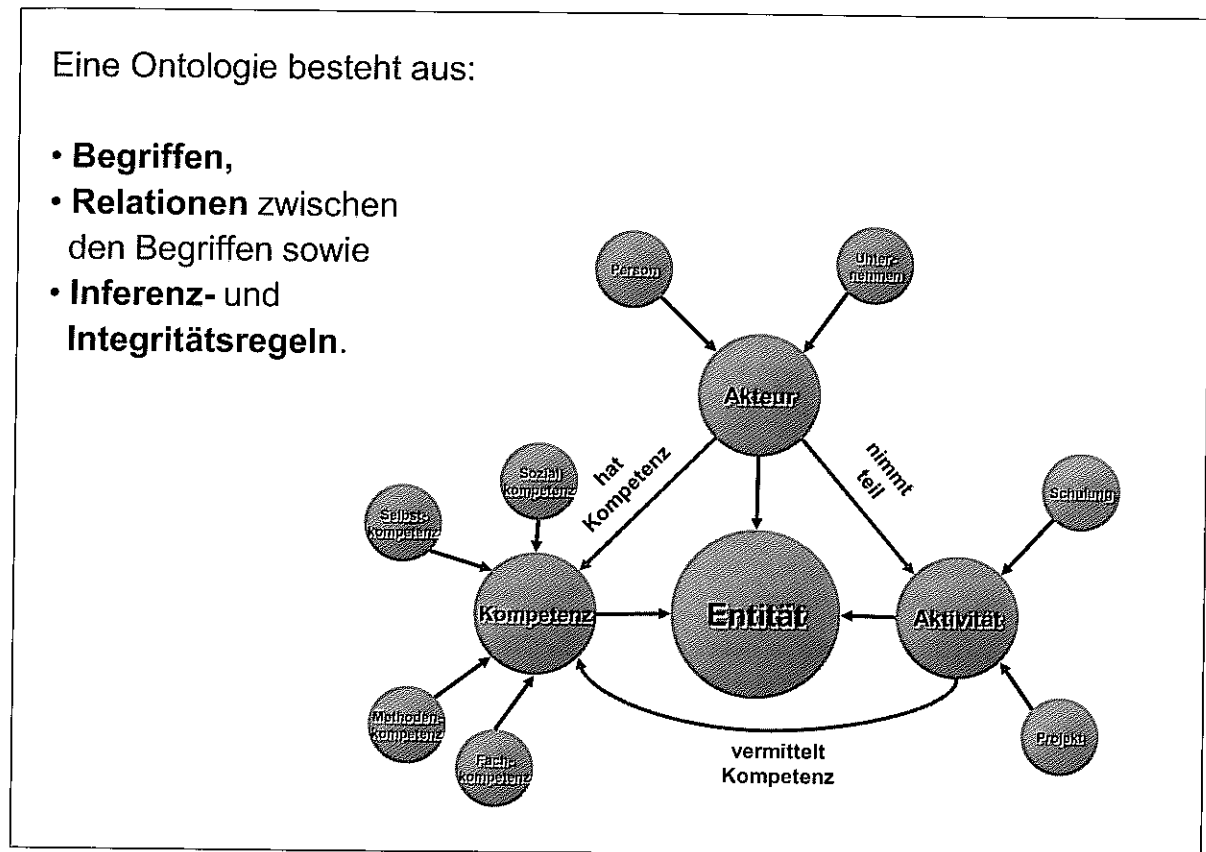 Eine Ontologie besteht aus:
• Begriffen,
• Relationen zwischen
den Begriffen sowie
• Inferenz- und
Integritätsregeln.
Person
Unter-
nehmen
Akteur
hat
Kompetenz
nimmt
teil
Sozial
kompetenz
Selbst-
kompetenz
Schulung
Kompetenz
Entität
Aktivität
Methoden-
kompetenz
Fach-
kompetenz
Projekt
vermittelt
Kompetenz